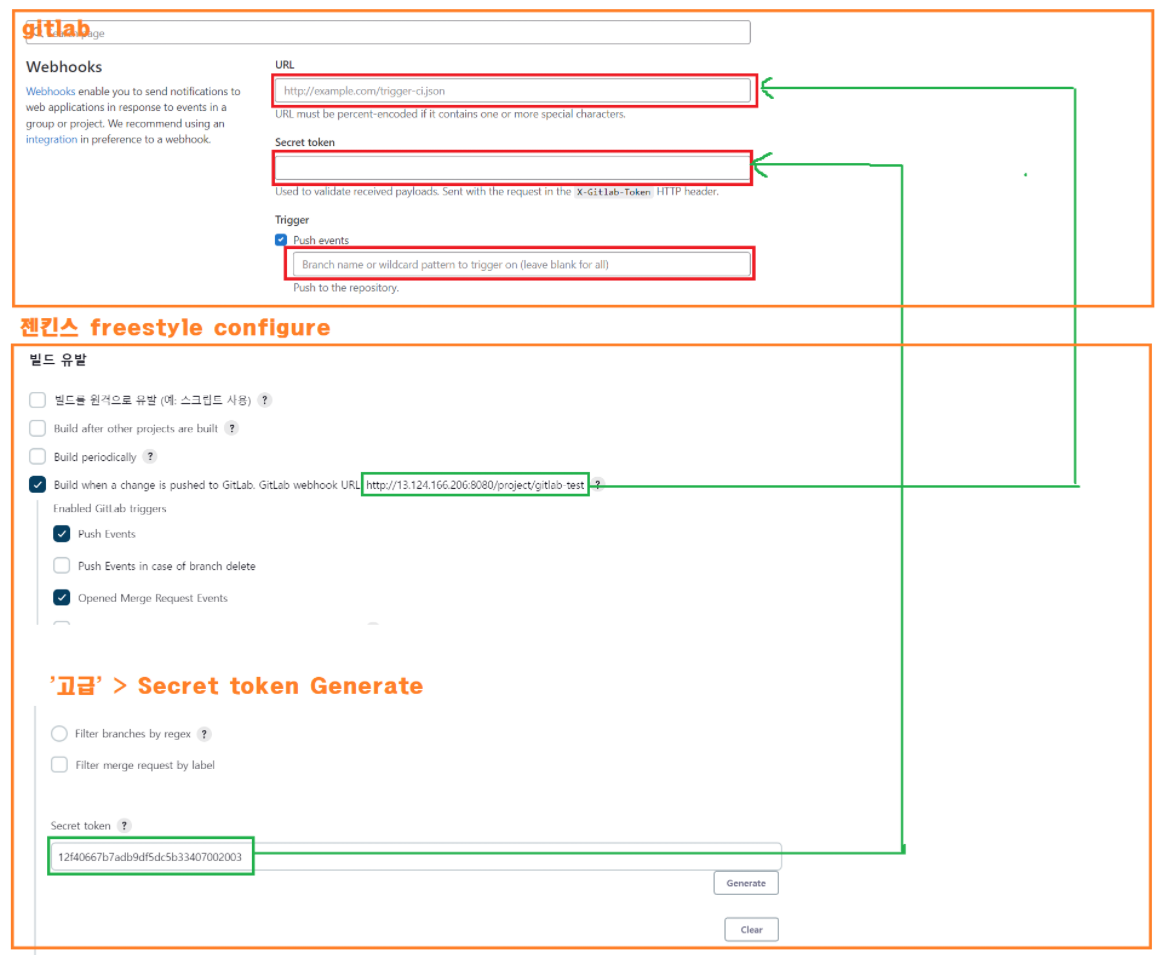 gitlab
page
Webhooks
Webhooks enable you to send notifications to
web applications in response to events in a
group or project. We recommend using an
integration in preference to a webhook.
URL
http://example.com/trigger-ci.json
URL must be percent-encoded if it contains one or more special characters.
Secret token
Used to validate received payloads. Sent with the request in the X-Gitlab-Token HTTP header.
Trigger
Push events
Branch name or wildcard pattern to trigger on (leave blank for all)
Push to the repository.
젠킨스 freestyle configure
빌드 유발
빌드를 원격으로 유발 (예: 스크립트 사용) ?
Build after other projects are built ?
Build periodically ?
Build when a change is pushed to GitLab. GitLab webhook URL http://13.124.166.206:8080/project/gitlab-test ?
Enabled GitLab triggers
Push Events
Push Events in case of branch delete
Opened Merge Request Events
'고급' > Secret token Generate
Filter branches by regex ?
Filter merge request by label
Secret token ?
12f40667b7adb9df5dc5b33407002003
Generate
Clear